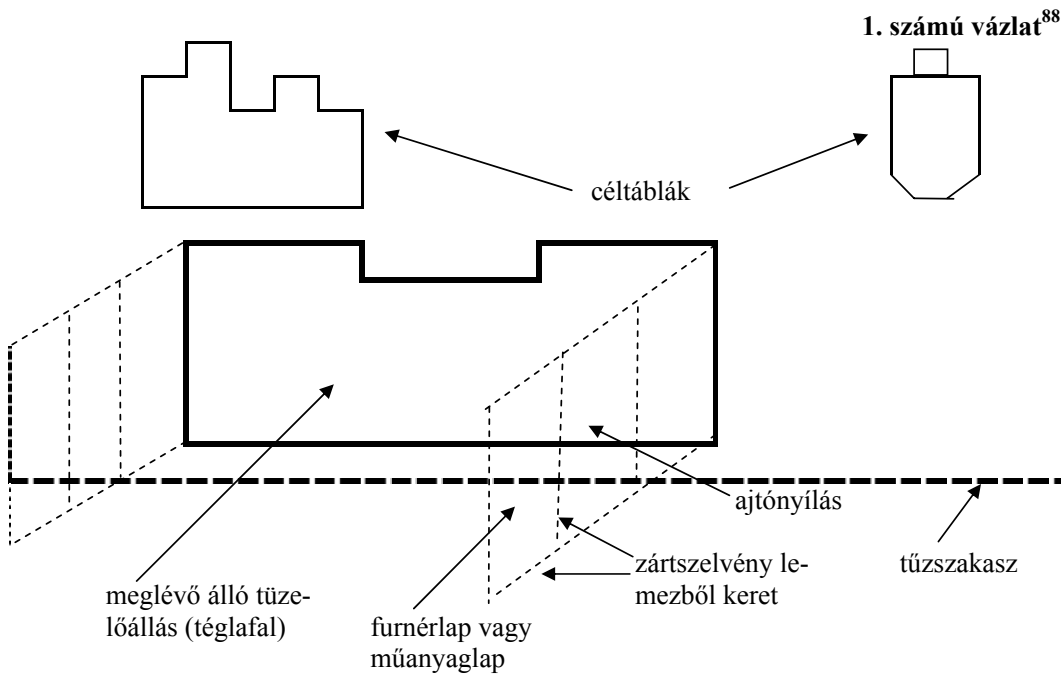 1. számú vázlat88
céltáblák
ajtónyílás
zártszelvény le-
mezből keret
tűzszakasz
meglévő álló tüze-
lőállás (téglafal)
furnérlap vagy
műanyaglap